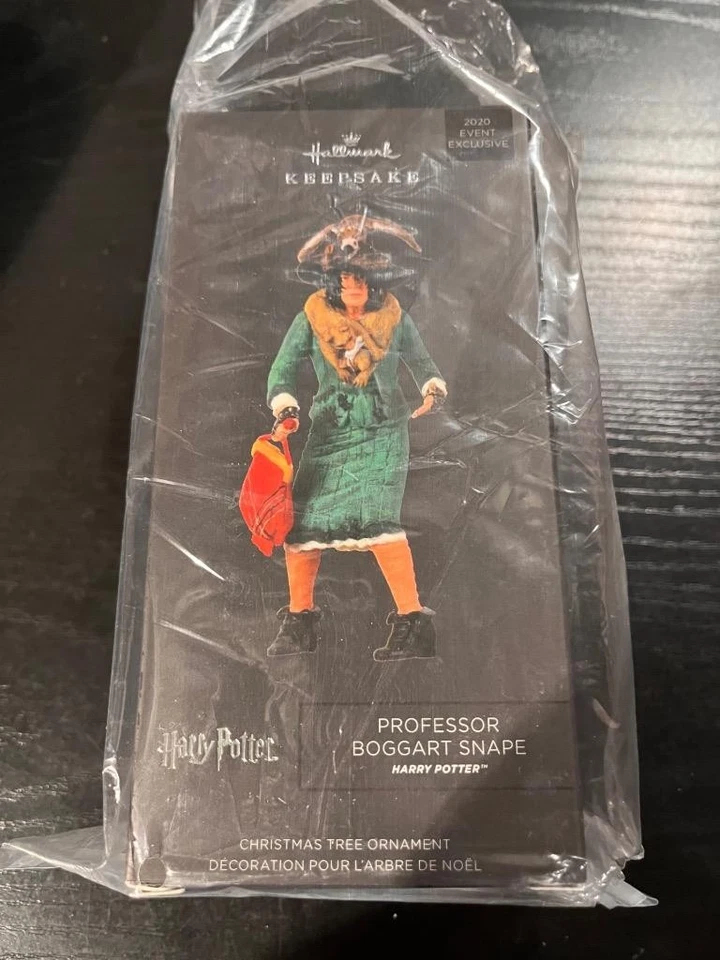 2020
EVENT
EXCLUSIVE
Hallmark
KEEPSAKE
Harry Potter
PROFESSOR
BOGGART SNAPE
HARRY POTTER™
CHRISTMAS TREE ORNAMENT
DÉCORATION POUR L'ARBRE DE NOËL